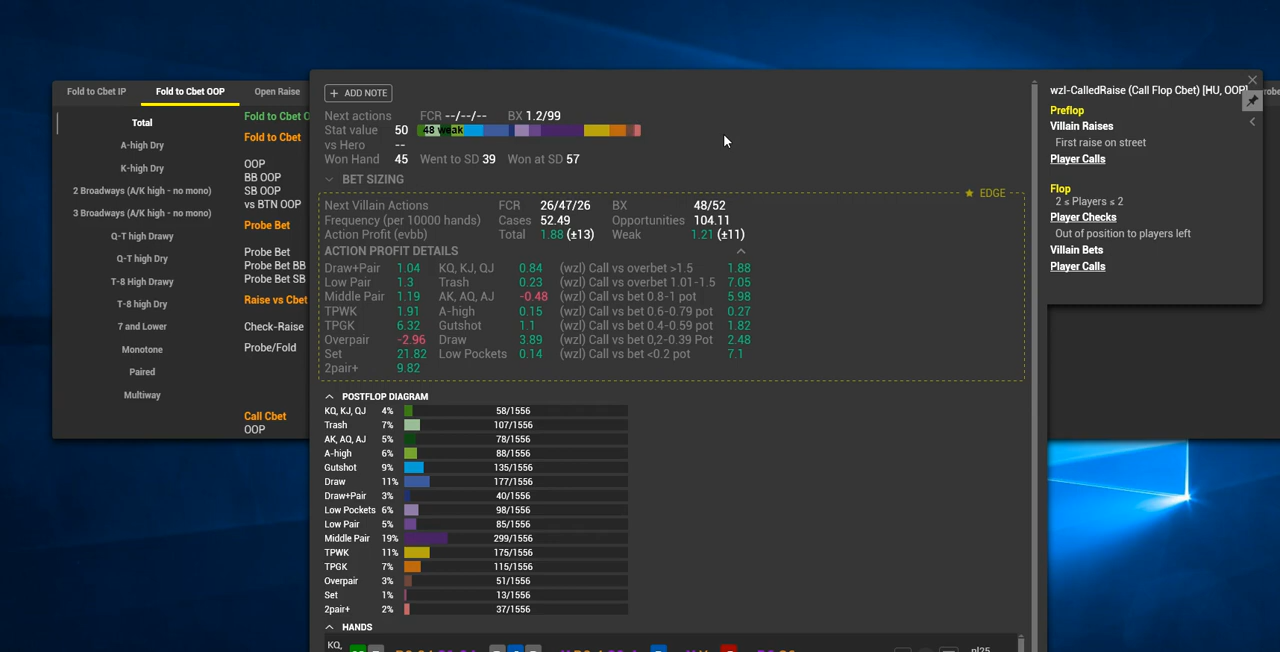 Fold to Cbet IP Fold to Cbet OOP Open Raise
Total
A-high Dry
K-high Dry
2 Broadways (A/K high - no mono)
3 Broadways (A/K high - no mono)
Q-T high Drawy
Q-T high Dry
T-8 High Drawy
T-8 high Dry
7 and Lower
Monotone
Paired
Multiway
Fold to Cbet O
Fold to Cbet
OOP
BB OOP
SB OOP
vs BTN OOP
Probe Bet
Probe Bet
Probe Bet BB
Probe Bet SB
Raise vs Cbet
Check-Raise
Probe/Fold
Call Cbet
OOP
+ ADD NOTE
Next actions FCR --/--/-- BX 1.2/99
Stat value 50 48 weak
vs Hero --
Won Hand 45 Went to SD 39 Won at SD 57
BET SIZING
EDGE
Next Villain Actions FCR 26/47/26 BX 48/52
Frequency (per 10000 hands) Cases 52.49 Opportunities 104.11
Action Profit (evbb) Total 1.88 (±13) Weak 1.21 (±11)
ACTION PROFIT DETAILS
Draw+Pair 1.04 KQ, KJ, QJ 0.84 (wzl) Call vs overbet >1.5 1.88
Low Pair 1.3 Trash 0.23 (wzl) Call vs overbet 1.01-1.5 7.05
Middle Pair 1.19 AK, AQ, AJ -0.48 (wzl) Call vs bet 0.8-1 pot 5.98
TPWK 1.91 A-high 0.15 (wzl) Call vs bet 0.6-0.79 pot 0.27
TPGK 6.32 Gutshot 1.1 (wzl) Call vs bet 0.4-0.59 pot 1.82
Overpair -2.96 Draw 3.89 (wzl) Call vs bet 0,2-0.39 Pot 2.48
Set 21.82 Low Pockets 0.14 (wzl) Call vs bet <0.2 pot 7.1
2pair+ 9.82
POSTFLOP DIAGRAM
KQ, KJ, QJ 4% 58/1556
Trash 7% 107/1556
AK, AQ, AJ 5% 78/1556
A-high 6% 88/1556
Gutshot 9% 135/1556
Draw 11% 177/1556
Draw+Pair 3% 40/1556
Low Pockets 6% 98/1556
Low Pair 5% 85/1556
Middle Pair 19% 299/1556
TPWK 11% 175/1556
TPGK 7% 115/1556
Overpair 3% 51/1556
Set 1% 13/1556
2pair+ 2% 37/1556
HANDS
KQ,
wzl-CalledRaise (Call Flop Cbet) [HU, OOP]
Preflop
Villain Raises
First raise on street
Player Calls
Flop
2 ≤ Players ≤ 2
Player Checks
Out of position to players left
Villain Bets
Player Calls